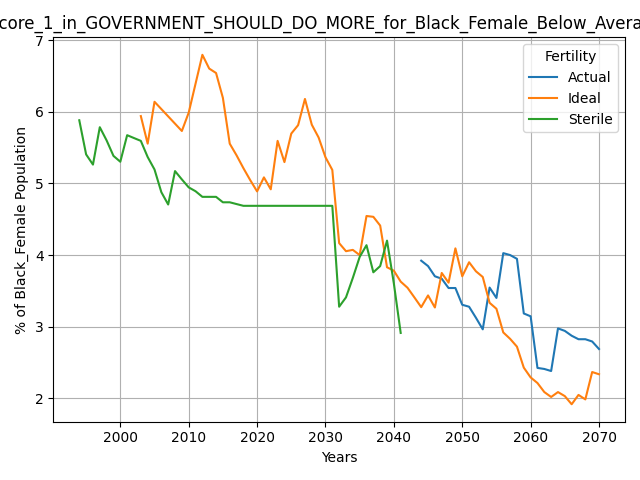 core_1_in_GOVERNMENT_SHOULD_DO_MORE_for_Black_Female_Below_Avera
7
6
5
4
3
2
% of Black_Female Population
Fertility
Actual
Ideal
Sterile
2000 2010 2020 2030 2040 2050 2060 2070
Years